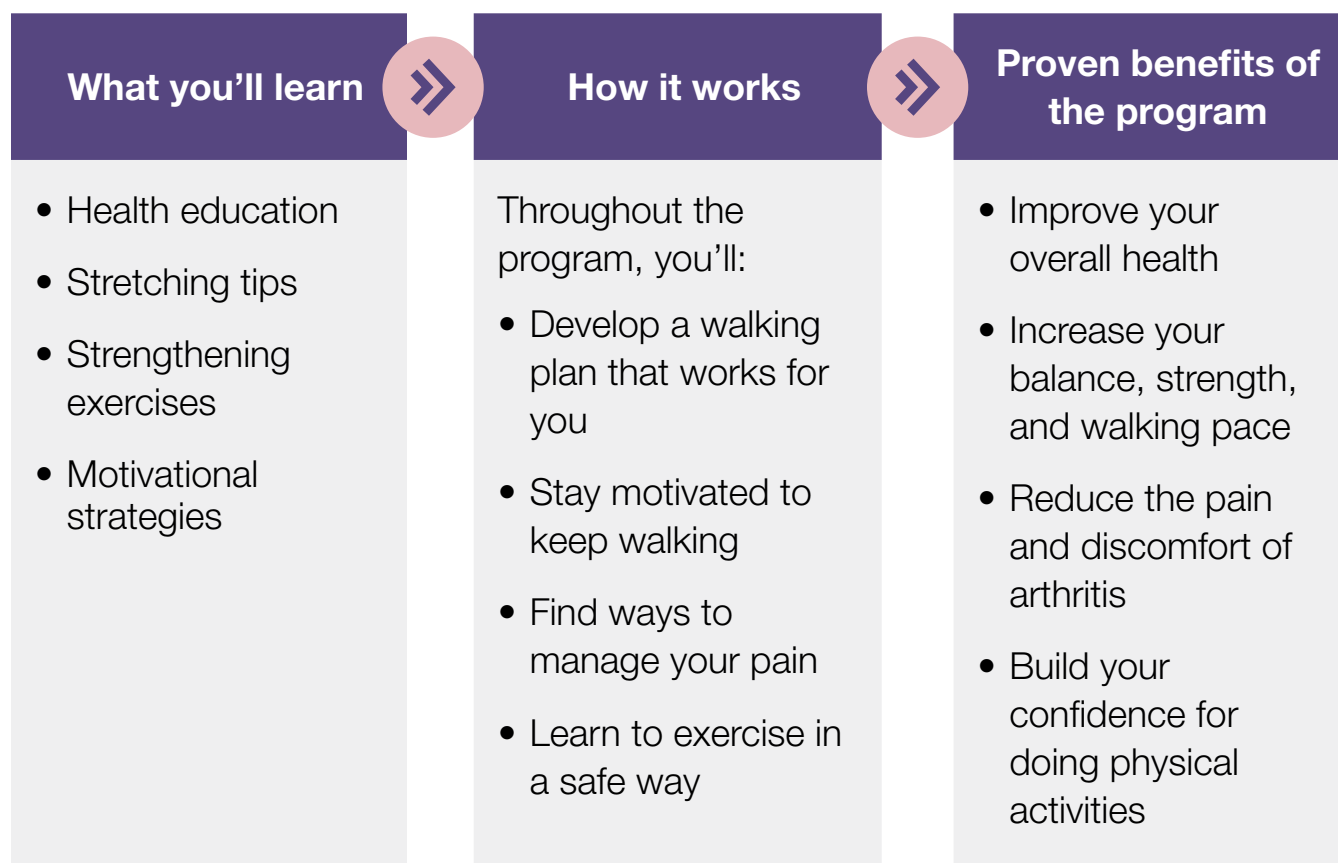 What you’ll learn
• Health education
• Stretching tips
• Strengthening
exercises
• Motivational
strategies
How it works
Throughout the
program, you’ll:
• Develop a walking
plan that works for
you
• Stay motivated to
keep walking
• Find ways to
manage your pain
• Learn to exercise in
a safe way
Proven benefits of
the program
• Improve your
overall health
• Increase your
balance, strength,
and walking pace
• Reduce the pain
and discomfort of
arthritis
• Build your
confidence for
doing physical
activities